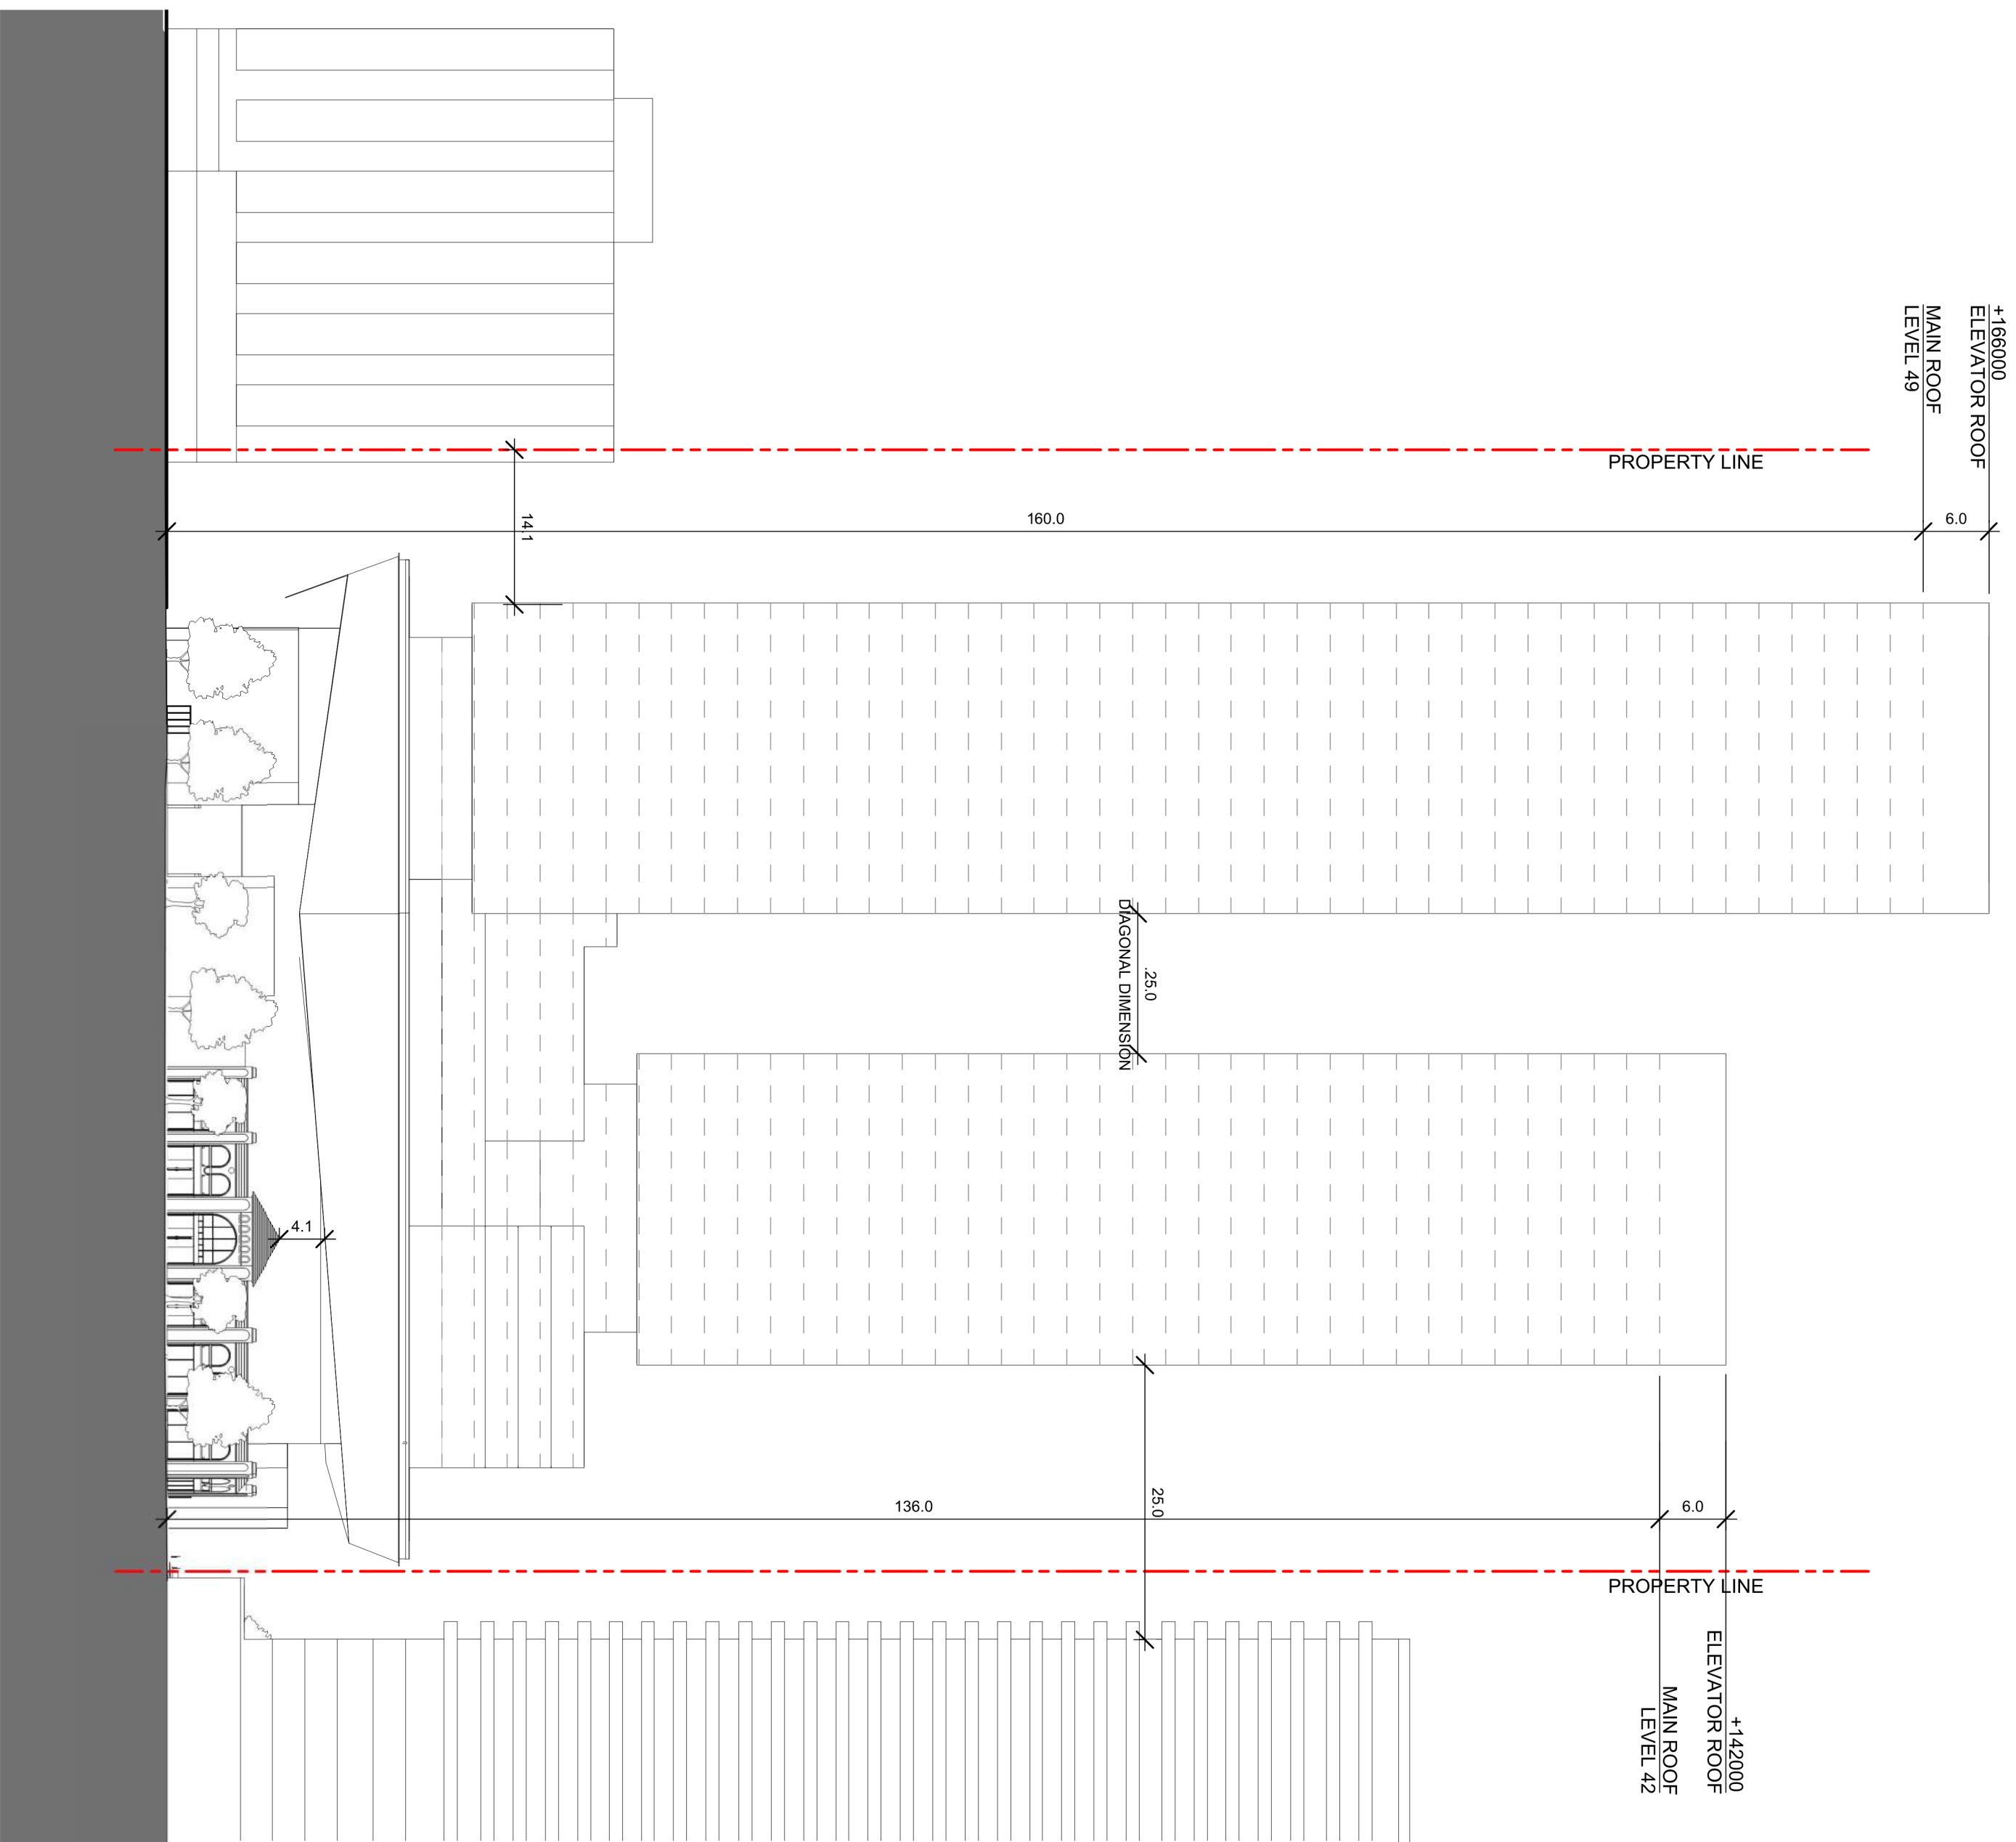 +166000
ELEVATOR ROOF
MAIN ROOF
LEVEL 49
PROPERTY LINE
160.0
6.0
14.1
.25.0
DIAGONAL DIMENSION
4.1
25.0
136.0
6.0
PROPERTY LINE
+142000
ELEVATOR ROOF
MAIN ROOF
LEVEL 42